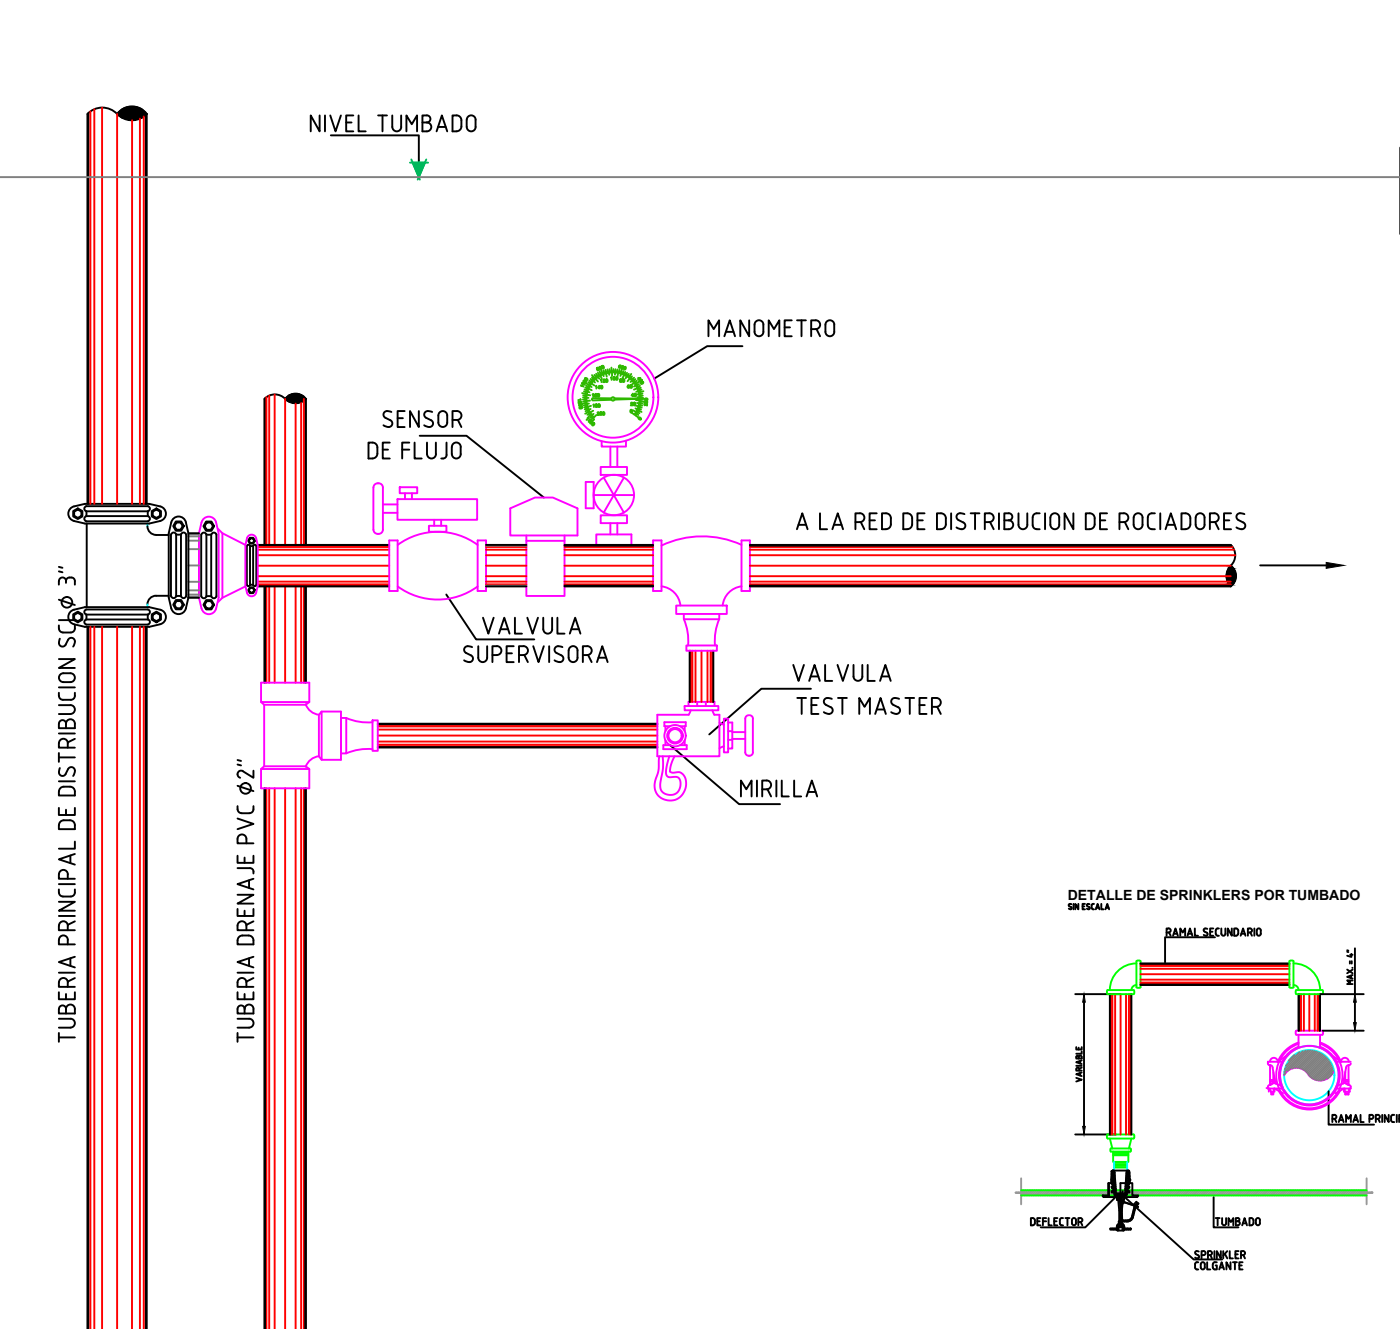 NIVEL TUMBADO
MANOMETRO
SENSOR
DE FLUJO
A LA RED DE DISTRIBUCION DE ROCIADORES
VALVULA
SUPERVISORA
VALVULA
TEST MASTER
MIRILLA
TUBERIA PRINCIPAL DE DISTRIBUCION SCI ϕ 3"
TUBERIA DRENAJE PVC ϕ2"
DETALLE DE SPRINKLERS POR TUMBADO
SIN ESCALA
RAMAL SECUNDARIO
MAX. = 4"
VARIABLE
RAMAL PRINCI
DEFLECTOR
TUMBADO
SPRINKLER
COLGANTE